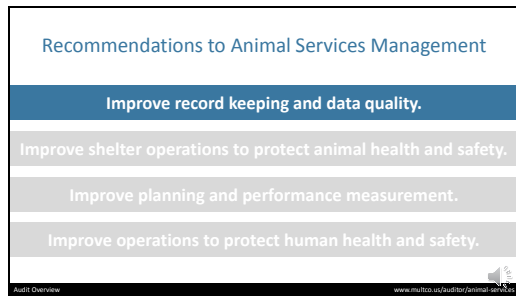 Recommendations to Animal Services Management
Improve record keeping and data quality.
Improve shelter operations to protect animal health and safety.
Improve planning and performance measurement.
Improve operations to protect human health and safety.
Audit Overview
www.multco.us/auditor/animal-services